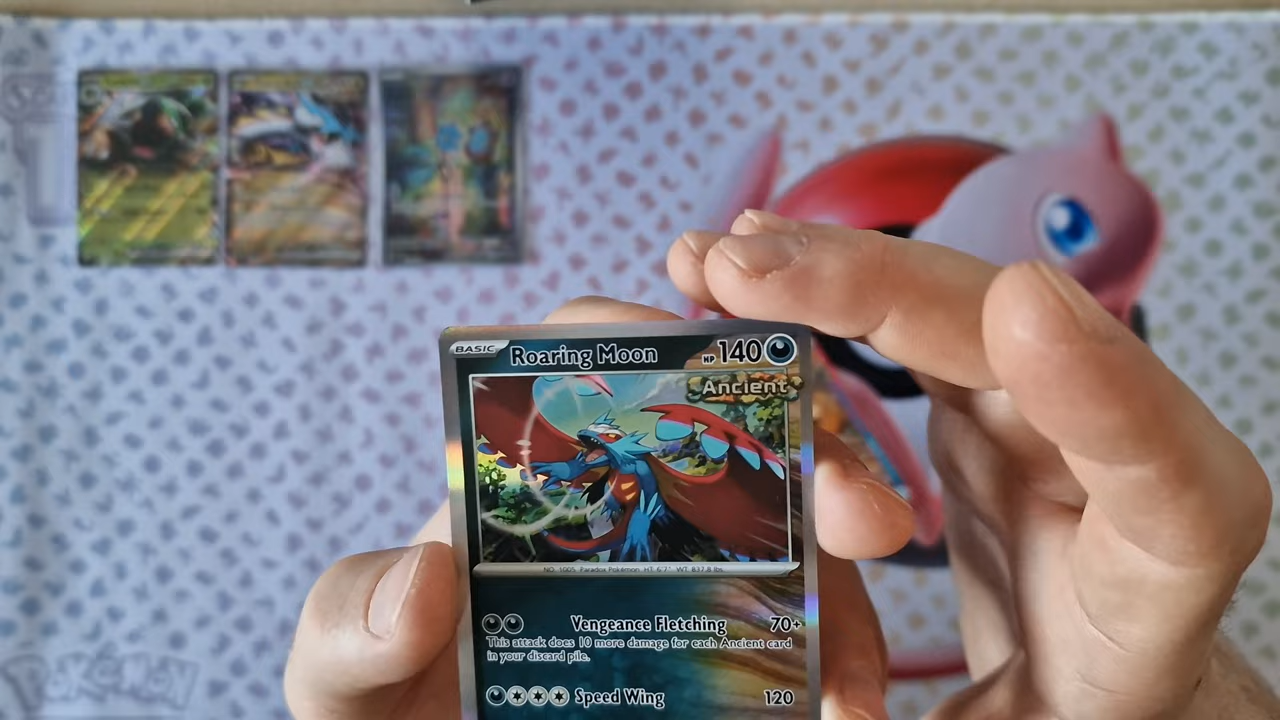 BASIC Roaring Moon HP 140
Ancient
NO. 1005 Paradox Pokémon HT: 6'7" WT: 837.8 lbs.
Vengeance Fletching 70+
This attack does 10 more damage for each Ancient card
in your discard pile.
Speed Wing 120
POKéMON